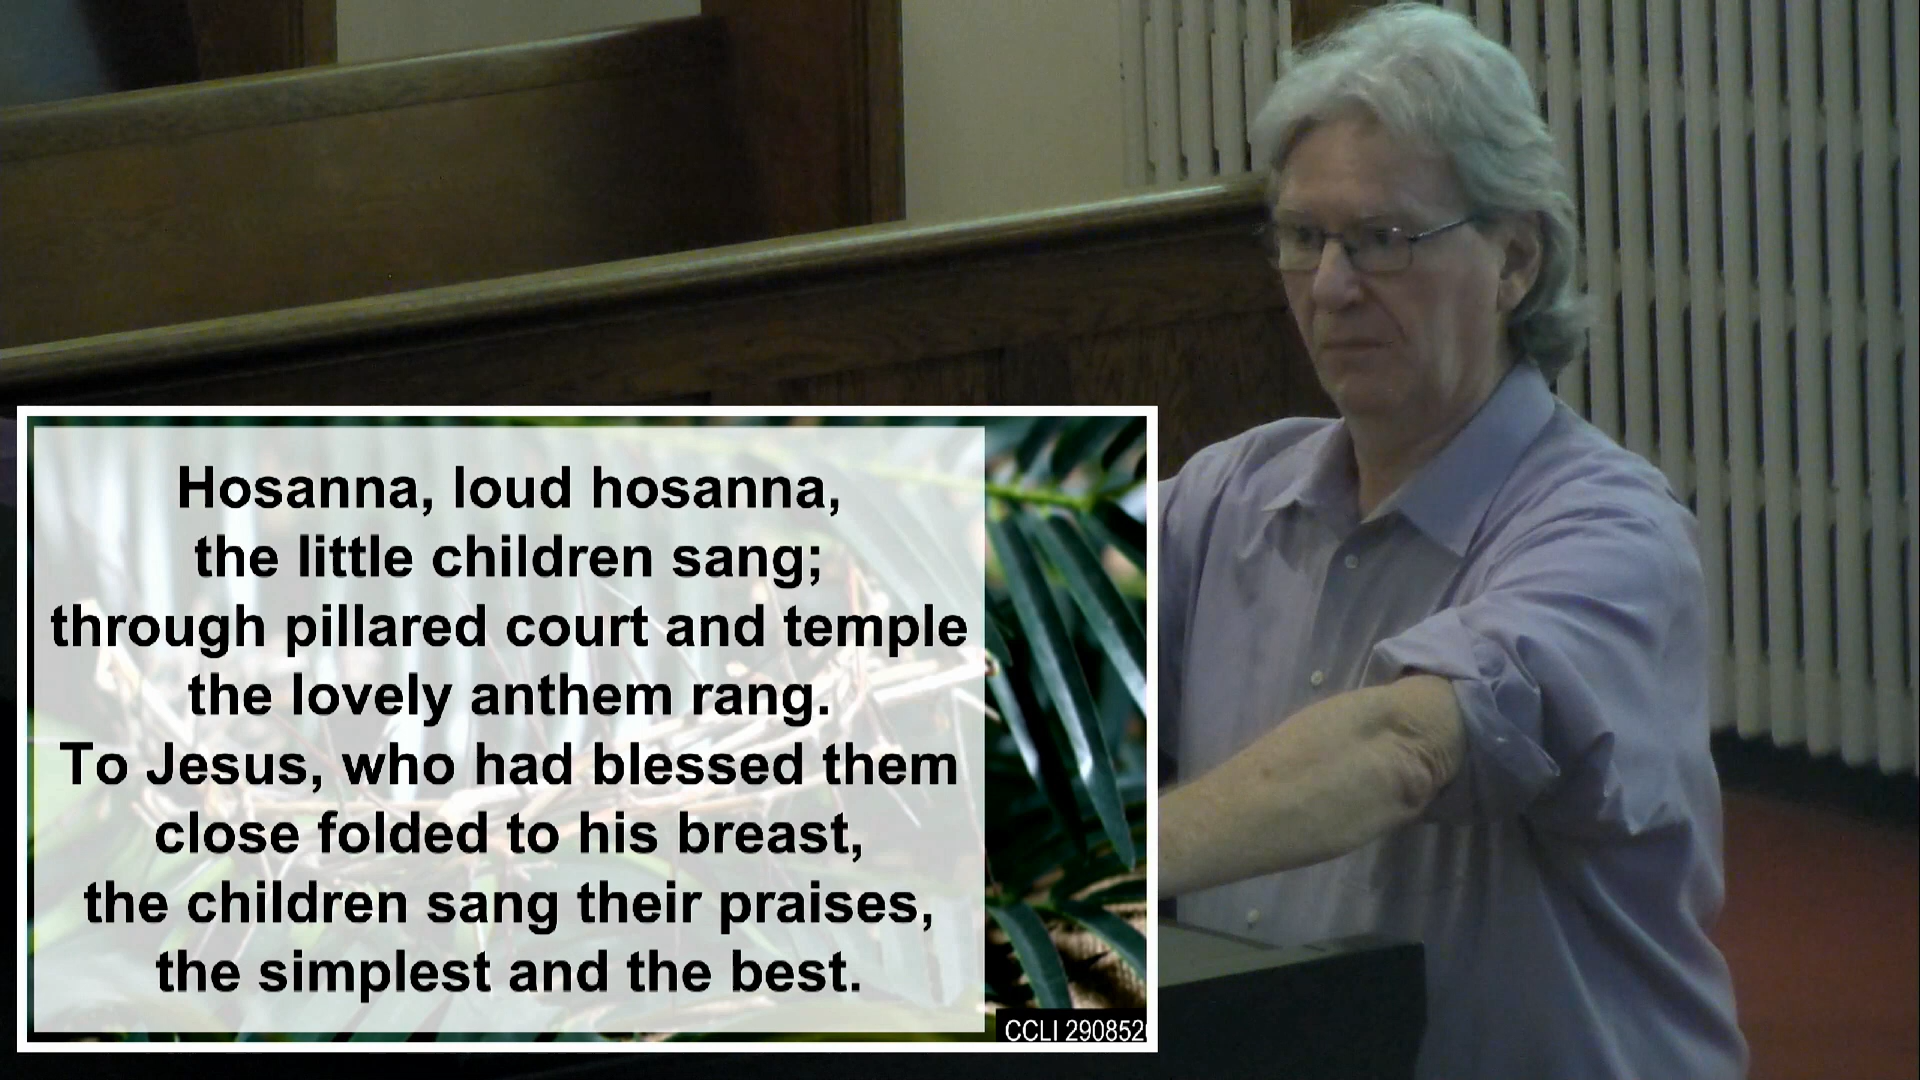 Hosanna, loud hosanna,
the little children sang;
through pillared court and temple
the lovely anthem rang.
To Jesus, who had blessed them
close folded to his breast,
the children sang their praises,
the simplest and the best.
CCLI 290852